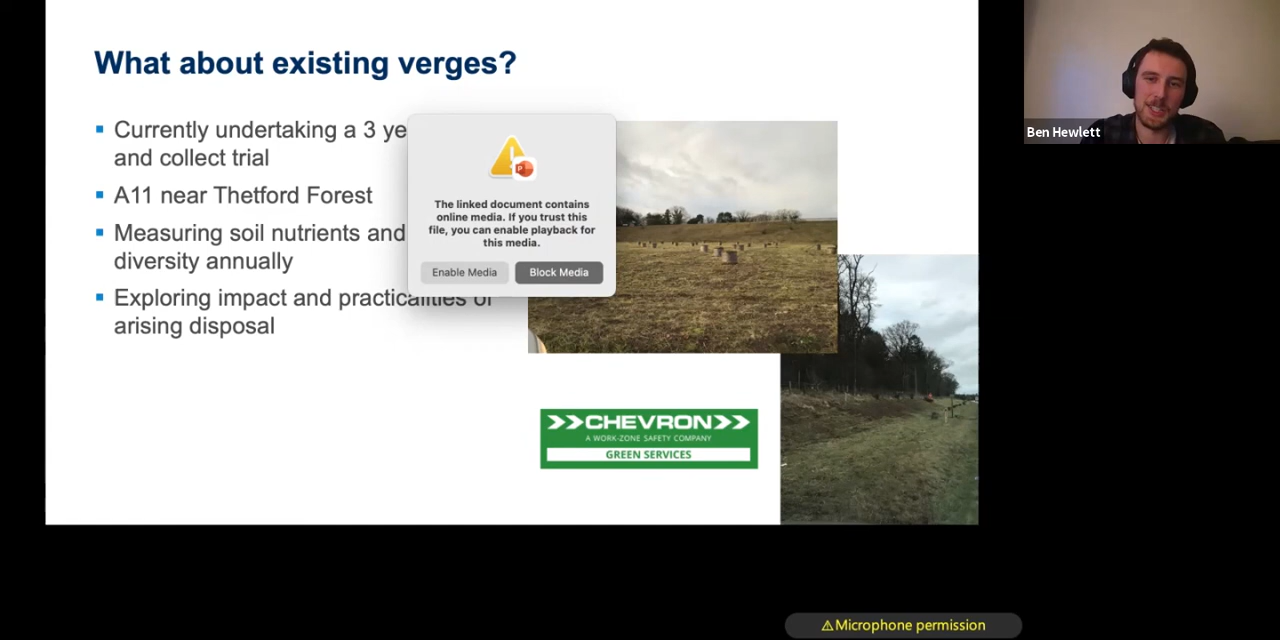 What about existing verges?
Currently undertaking a 3 ye
and collect trial
A11 near Thetford Forest
Measuring soil nutrients and
diversity annually
Exploring impact and practicalities of
arising disposal
The linked document contains
online media. If you trust this
file, you can enable playback for
this media.
Enable Media
Block Media
CHEVRON
A WORK-ZONE SAFETY COMPANY
GREEN SERVICES
Ben Hewlett
⚠Microphone permission